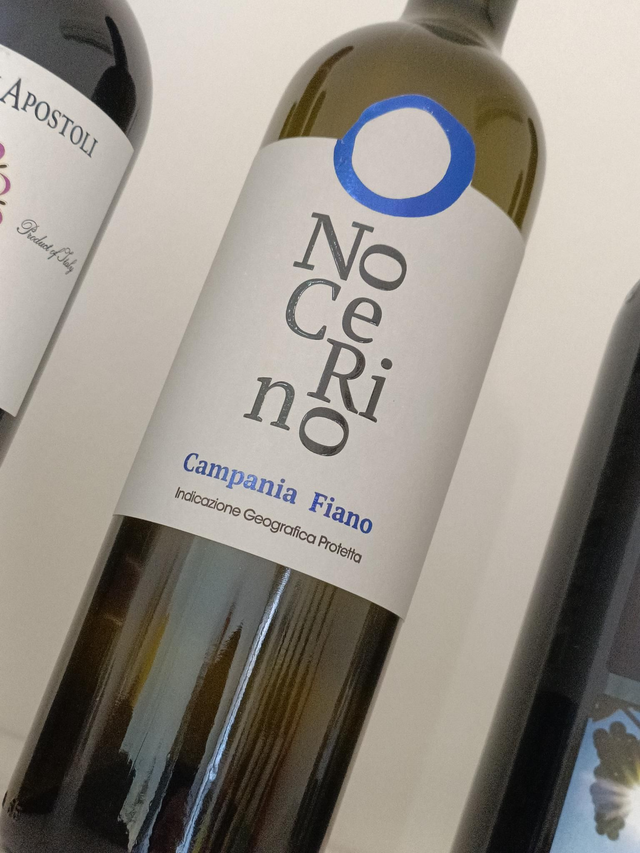 Apostoli
Product of Italy
No
Ce
Ri
no
Campania Fiano
Indicazione Geografica Protetta